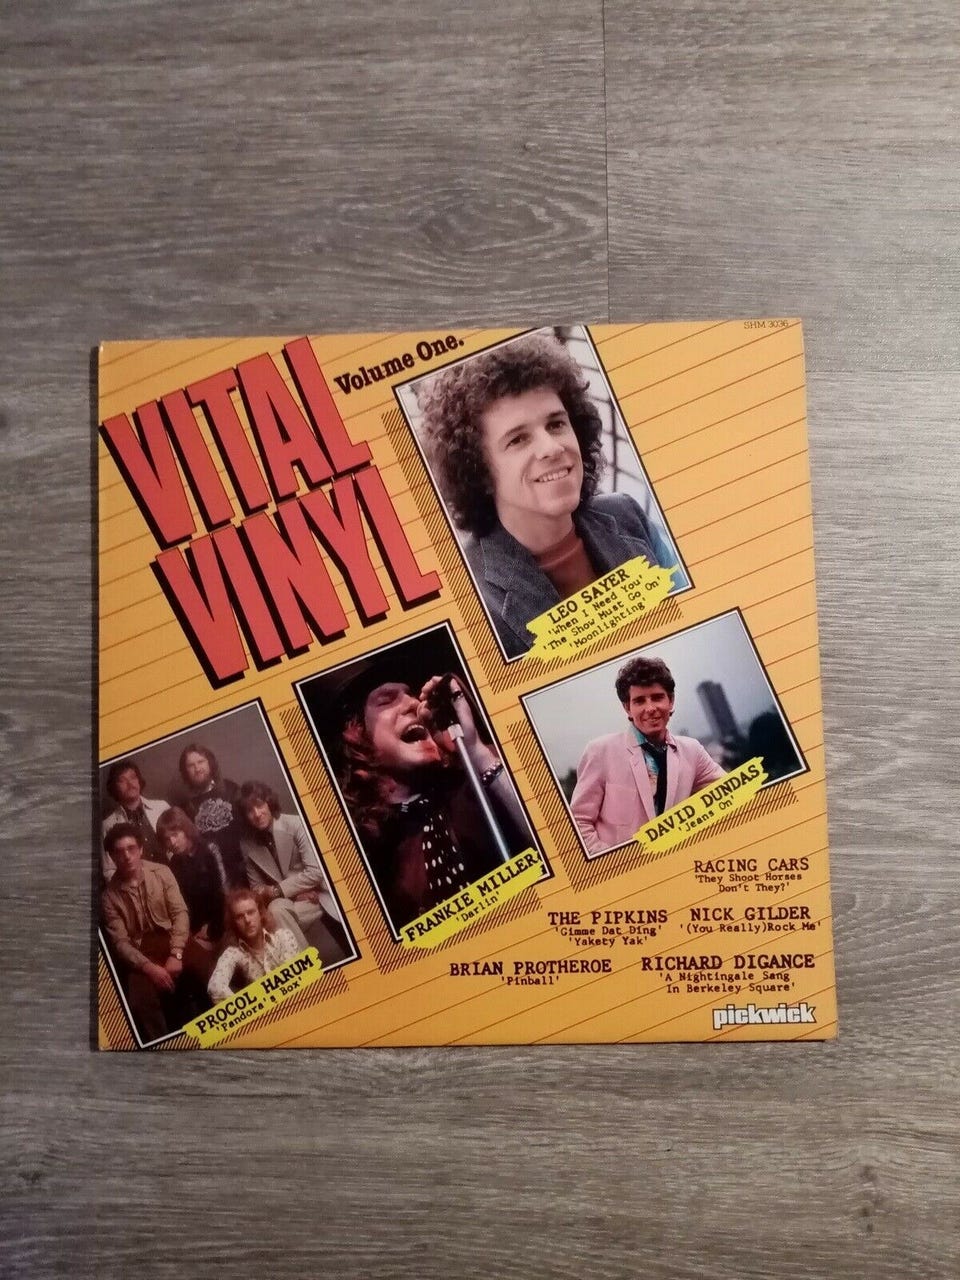 SHM 3036
Volume One.
VITAL
VINYL
LEO SAYER
'When I Need You'
'The Show Must Go On'
'Moonlighting'
DAVID DUNDAS
'Jeans On'
FRANKIE MILLER
'Darlin'
PROCOL HARUM
'Pandora's Box'
RACING CARS
'They Shoot Horses
Don't They?'
THE PIPKINS
'Gimme Dat Ding'
'Yakety Yak'
NICK GILDER
'(You Really)Rock Me'
BRIAN PROTHEROE
'Pinball'
RICHARD DIGANCE
'A Nightingale Sang
In Berkeley Square'
pickwick